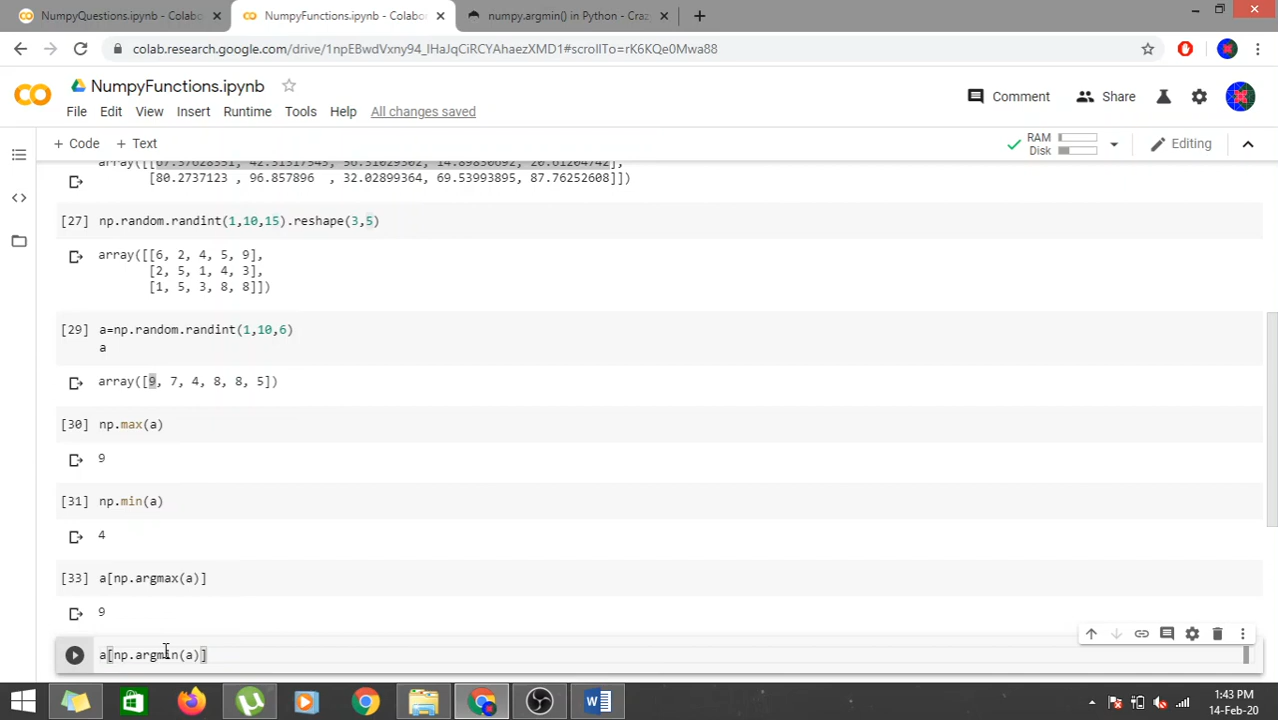 NumpyQuestions.ipynb - Colabo
NumpyFunctions.ipynb - Colabor
numpy.argmin() in Python - Craz
colab.research.google.com/drive/1npEBwdVxny94_lHaJqCiRCYAhaezXMD1#scrollTo=rK6KQe0Mwa88
NumpyFunctions.ipynb
Comment
Share
File Edit View Insert Runtime Tools Help All changes saved
+ Code + Text
RAM
Disk
Editing
[80.2737123 , 96.857896 , 32.02899364, 69.53993895, 87.76252608]])
[27] np.random.randint(1,10,15).reshape(3,5)
array([[6, 2, 4, 5, 9],
[2, 5, 1, 4, 3],
[1, 5, 3, 8, 8]])
[29] a=np.random.randint(1,10,6)
a
array([9, 7, 4, 8, 8, 5])
[30] np.max(a)
9
[31] np.min(a)
4
[33] a[np.argmax(a)]
9
a[np.argmin(a)]
W
1:43 PM
14-Feb-20